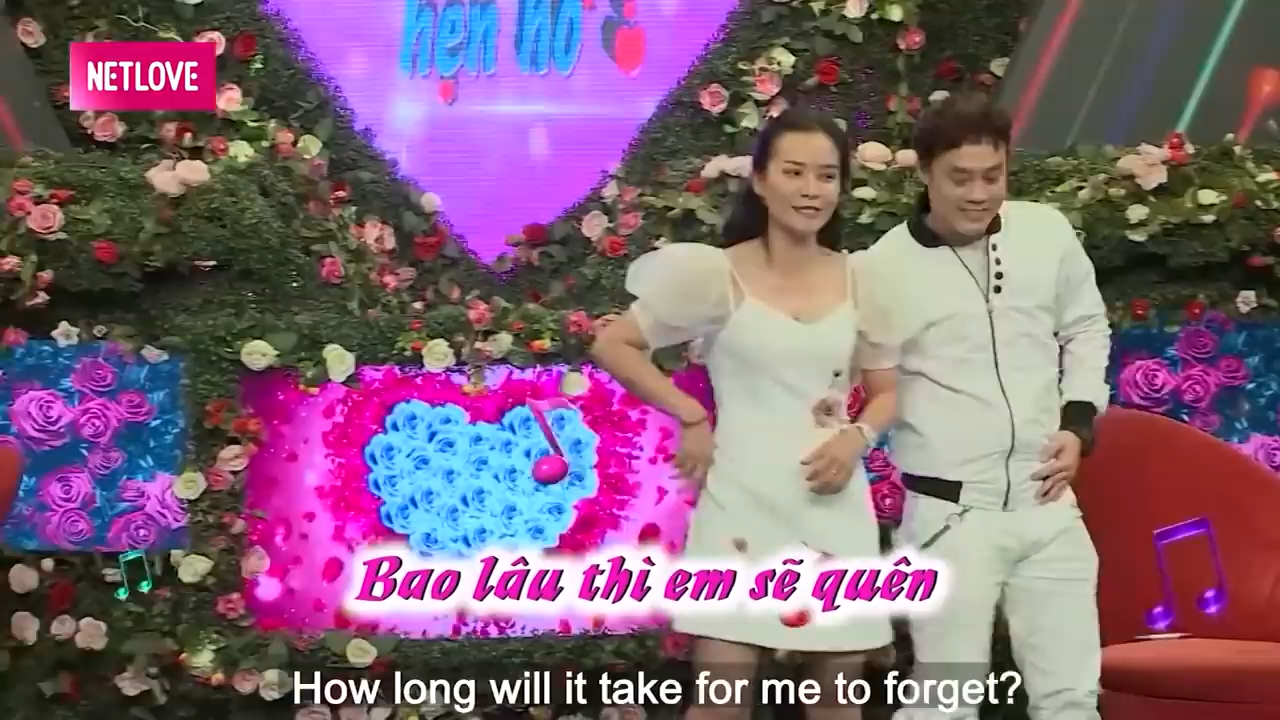 hẹn hò
NETLOVE
Bao lâu thì em sẽ quên
How long will it take for me to forget?